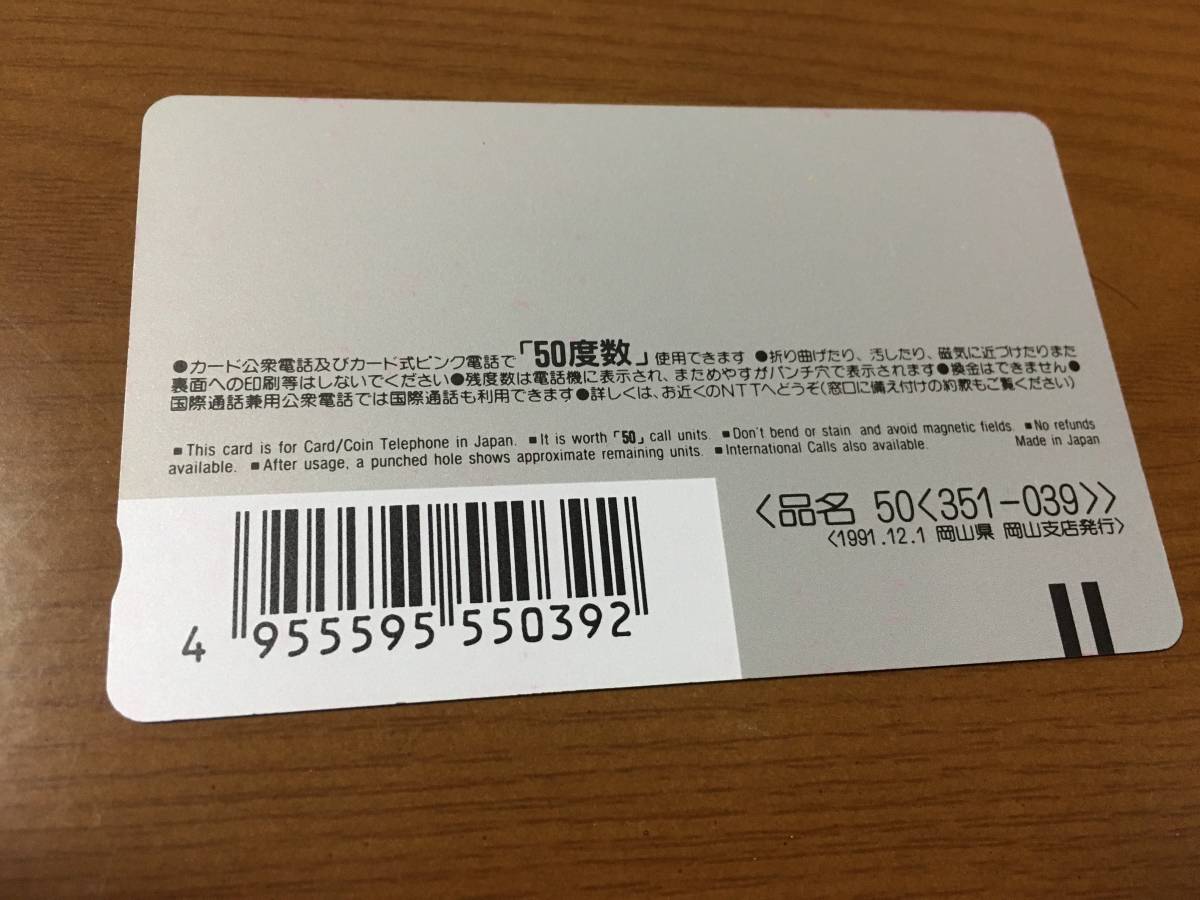 ●カード公衆電話及びカード式ピンク電話で「50度数」使用できます ●折り曲げたり、汚したり、磁気に近づけたりまた
裏面への印刷等はしないでください●残度数は電話機に表示され、まためやすがパンチ穴で表示されます●換金はできません●
国際通話兼用公衆電話では国際通話も利用できます●詳しくは、お近くのNTTへどうぞ(窓口に備え付けの約款もご覧ください)
■This card is for Card/Coin Telephone in Japan. ■It is worth「50」call units. ■Don't bend or stain and avoid magnetic fields. ■No refunds
available. ■After usage, a punched hole shows approximate remaining units. ■International Calls also available. Made in Japan
〈品名 50〈351-039〉〉
〈1991.12.1 岡山県 岡山支店発行〉
4 955595 550392